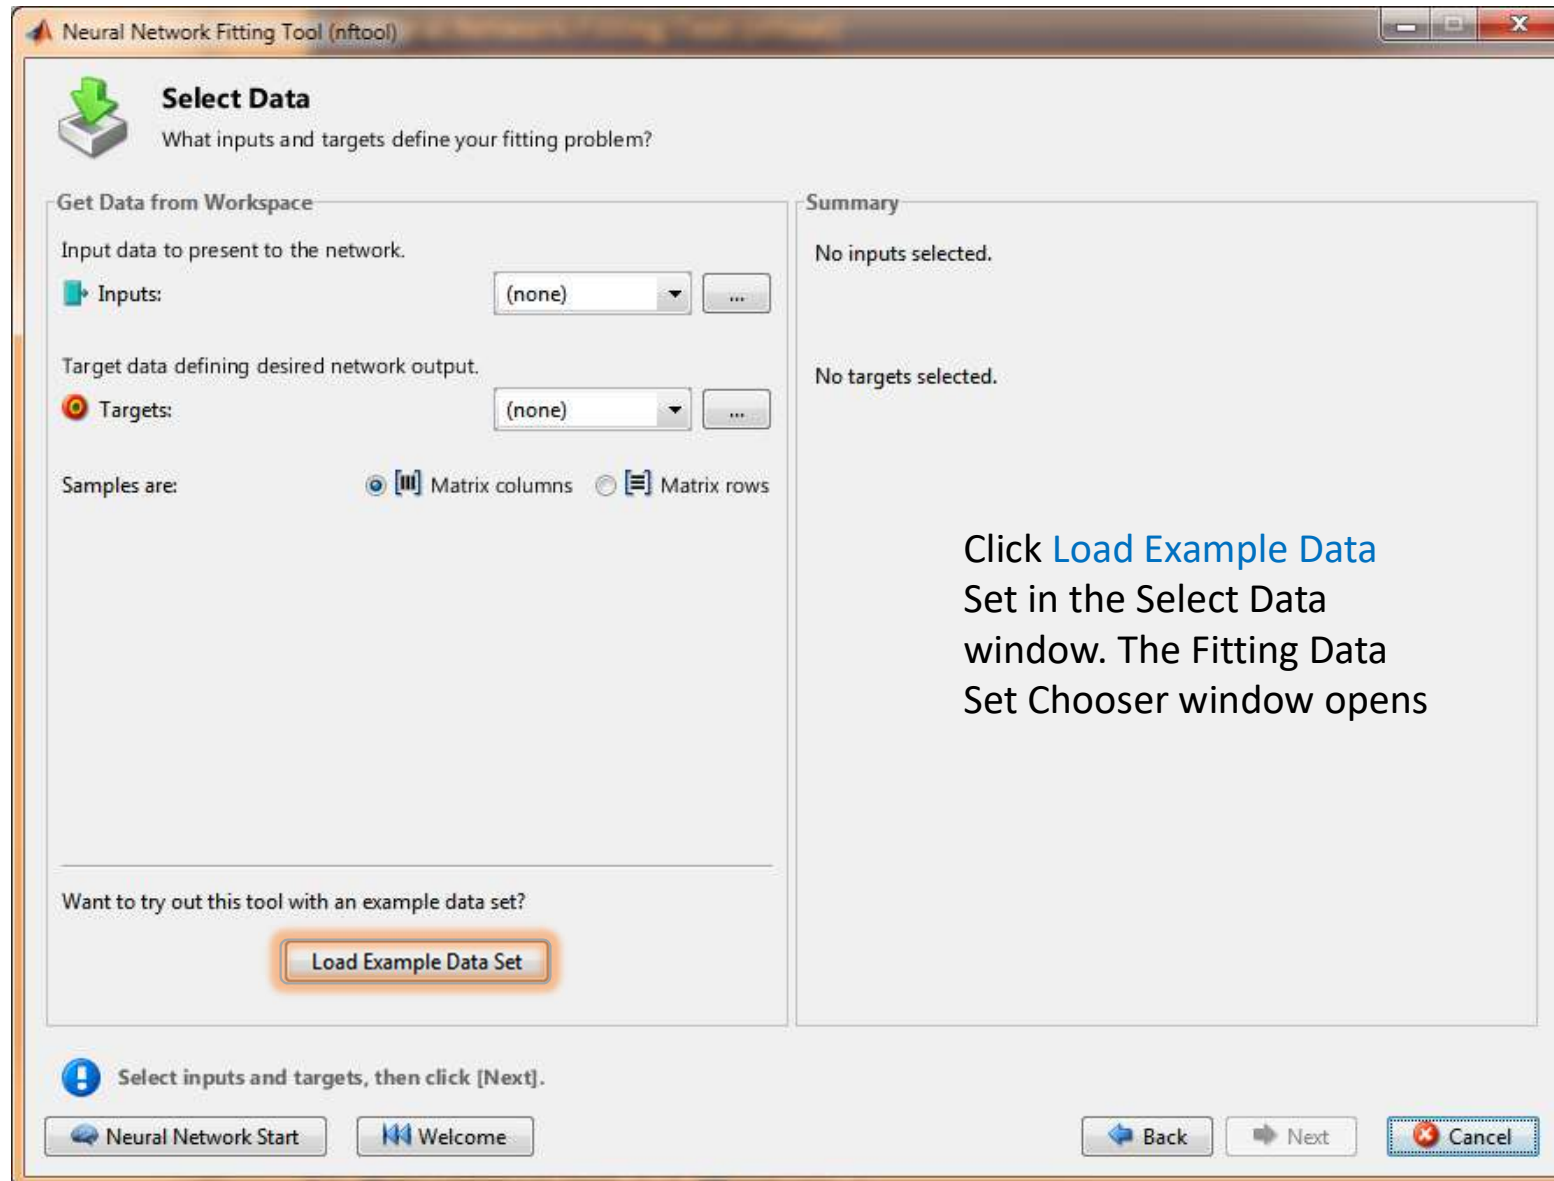 Neural Network Fitting Tool (nftool)
Select Data
What inputs and targets define your fitting problem?
Get Data from Workspace
Input data to present to the network.
Inputs:
(none)
...
Target data defining desired network output.
Targets:
(none)
...
Samples are:
Matrix columns
Matrix rows
Want to try out this tool with an example data set?
Load Example Data Set
Summary
No inputs selected.
No targets selected.
Click Load Example Data
Set in the Select Data
window. The Fitting Data
Set Chooser window opens
Select inputs and targets, then click [Next].
Neural Network Start
Welcome
Back
Next
Cancel